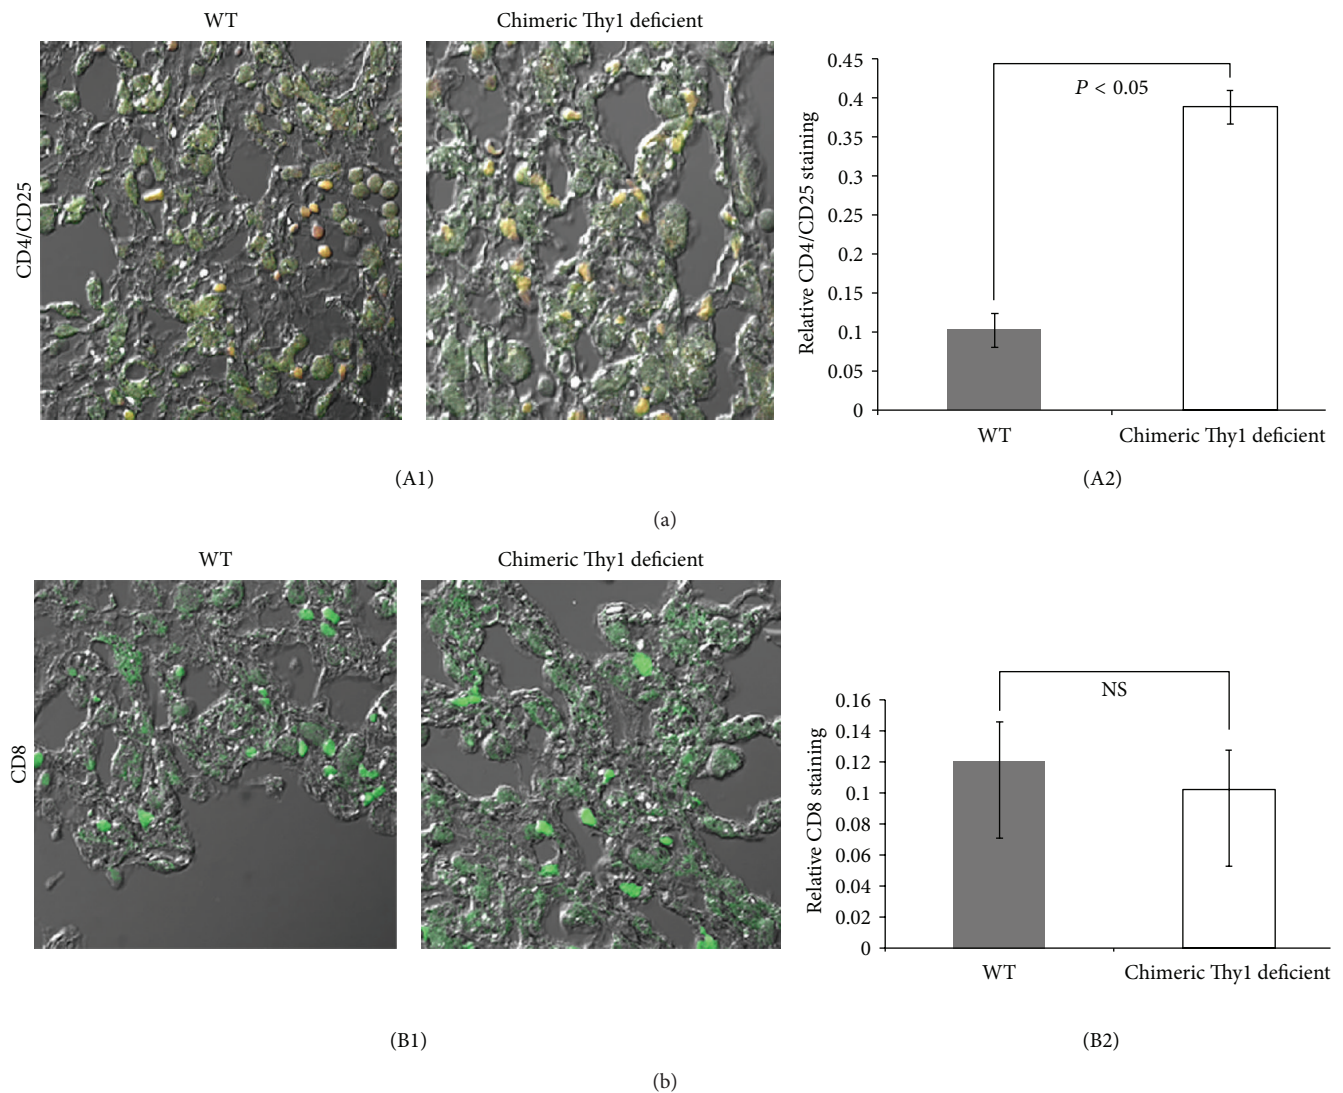 WT
Chimeric Thy1 deficient
CD4/CD25
Relative CD4/CD25 staining
0.45
0.4
0.35
0.3
0.25
0.2
0.15
0.1
0.05
0
P < 0.05
WT
Chimeric Thy1 deficient
(A1)
(A2)
(a)
WT
Chimeric Thy1 deficient
CD8
Relative CD8 staining
0.16
0.14
0.12
0.1
0.08
0.06
0.04
0.02
0
NS
WT
Chimeric Thy1 deficient
(B1)
(B2)
(b)